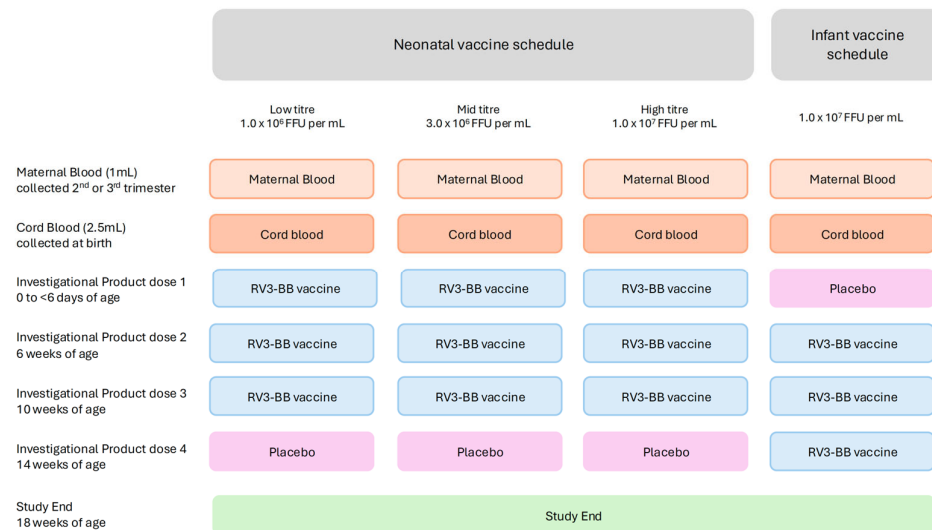 Neonatal vaccine schedule
Infant vaccine
schedule
Low titre
1.0 x 10⁶ FFU per mL
Mid titre
3.0 x 10⁶ FFU per mL
High titre
1.0 x 10⁷ FFU per mL
1.0 x 10⁷ FFU per mL
Maternal Blood (1mL)
collected 2ⁿᵈ or 3ʳᵈ trimester
Maternal Blood
Maternal Blood
Maternal Blood
Maternal Blood
Cord Blood (2.5mL)
collected at birth
Cord blood
Cord blood
Cord blood
Cord blood
Investigational Product dose 1
0 to <6 days of age
RV3-BB vaccine
RV3-BB vaccine
RV3-BB vaccine
Placebo
Investigational Product dose 2
6 weeks of age
RV3-BB vaccine
RV3-BB vaccine
RV3-BB vaccine
RV3-BB vaccine
Investigational Product dose 3
10 weeks of age
RV3-BB vaccine
RV3-BB vaccine
RV3-BB vaccine
RV3-BB vaccine
Investigational Product dose 4
14 weeks of age
Placebo
Placebo
Placebo
RV3-BB vaccine
Study End
18 weeks of age
Study End